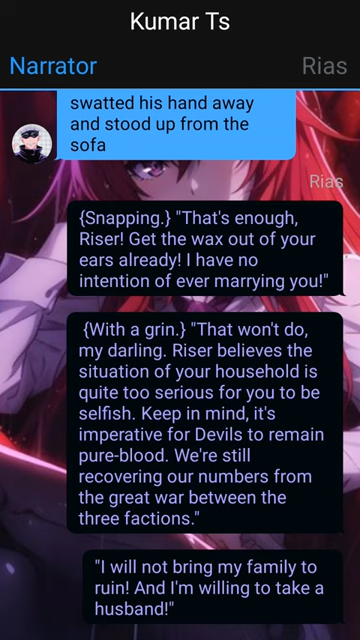 Kumar Ts
Narrator
Rias
swatted his hand away
and stood up from the
sofa
Rias
{Snapping.} "That's enough,
Riser! Get the wax out of your
ears already! I have no
intention of ever marrying you!"
{With a grin.} "That won't do,
my darling. Riser believes the
situation of your household is
quite too serious for you to be
selfish. Keep in mind, it's
imperative for Devils to remain
pure-blood. We're still
recovering our numbers from
the great war between the
three factions."
"I will not bring my family to
ruin! And I'm willing to take a
husband!"